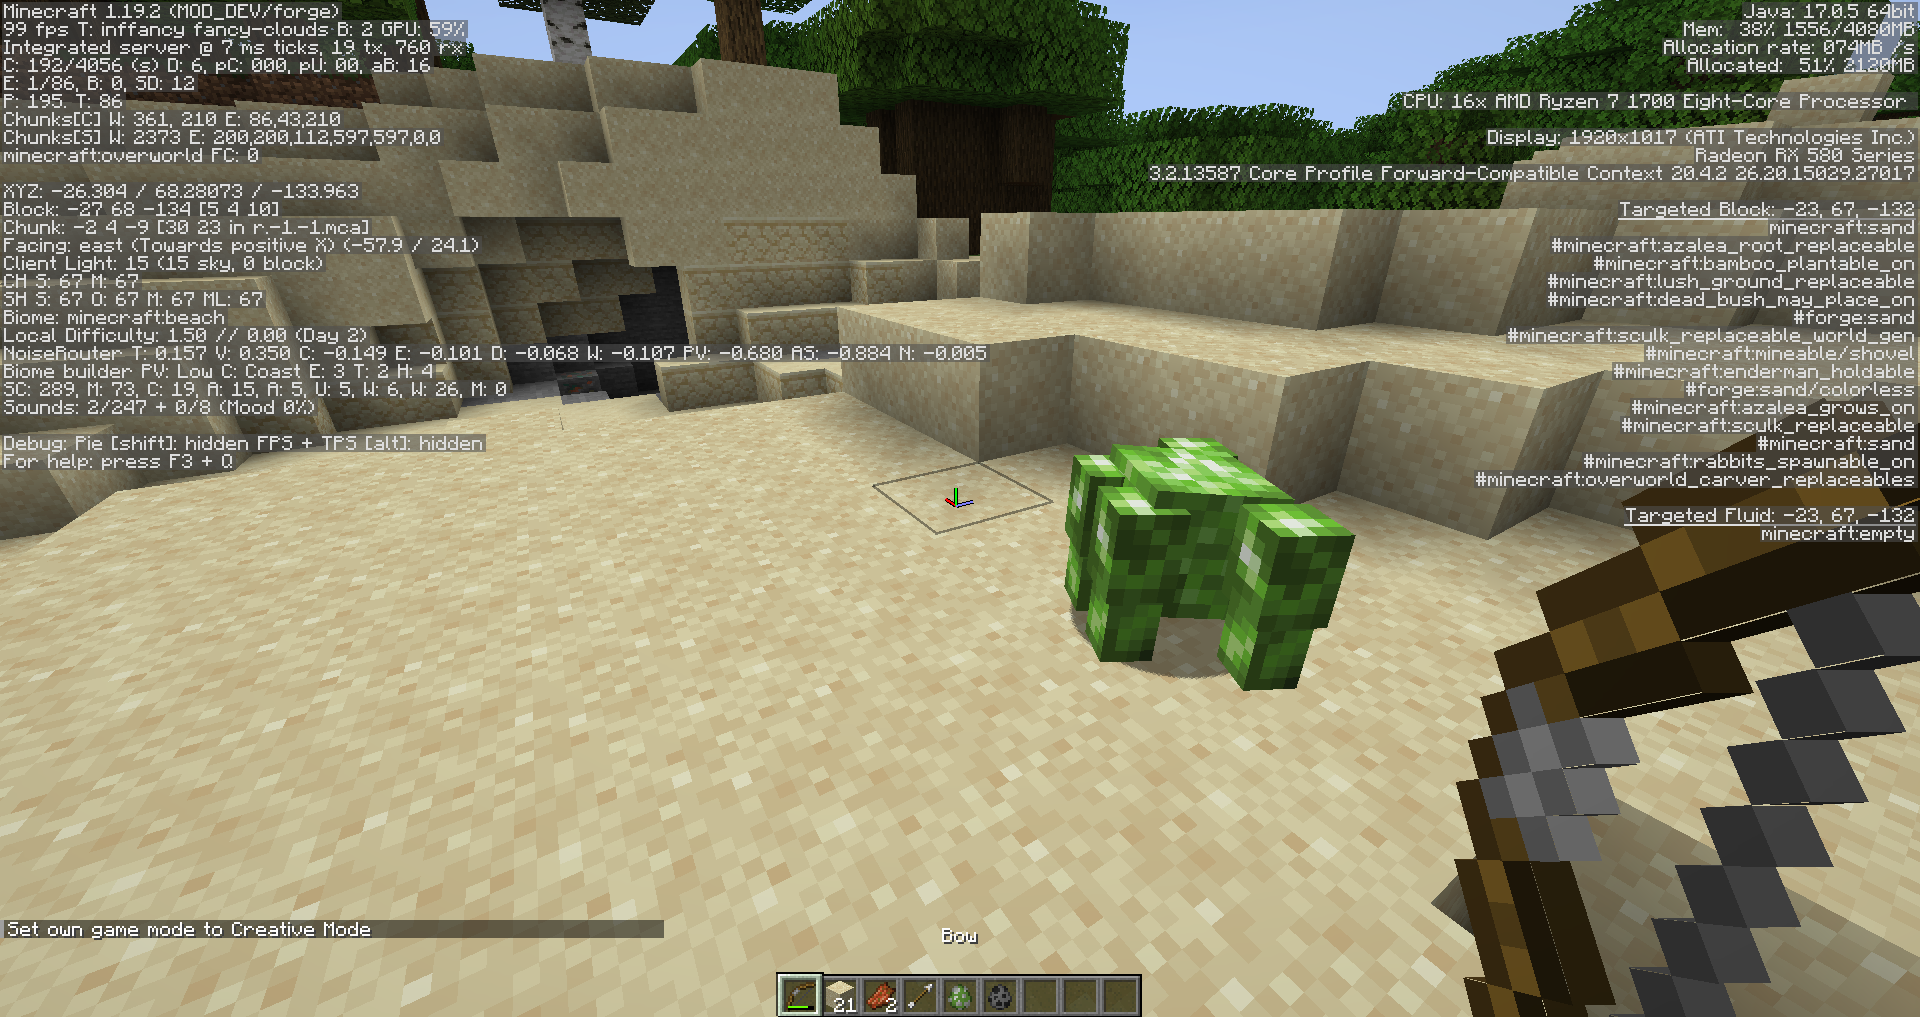 Minecraft 1.19.2 (MOD_DEV/forge)
99 fps T: inffancy fancy-clouds B: 2 GPU: 59%
Integrated server @ 7 ms ticks, 19 tx, 760 rx
C: 192/4056 (s) D: 6, pC: 000, pU: 00, aB: 16
E: 1/86, B: 0, SD: 12
P: 195. T: 86
Chunks[C] W: 361, 210 E: 86,43,210
Chunks[S] W: 2373 E: 200,200,112,597,597,0,0
minecraft:overworld FC: 0
XYZ: -26.304 / 68.28073 / -133.963
Block: -27 68 -134 [5 4 10]
Chunk: -2 4 -9 [30 23 in r.-1.-1.mca]
Facing: east (Towards positive X) (-57.9 / 24.1)
Client Light: 15 (15 sky, 0 block)
CH S: 67 M: 67
SH S: 67 O: 67 M: 67 ML: 67
Biome: minecraft:beach
Local Difficulty: 1.50 // 0.00 (Day 2)
NoiseRouter T: 0.157 V: 0.350 C: -0.149 E: -0.101 D: -0.068 W: -0.107 PV: -0.680 AS: -0.884 N: -0.005
Biome builder PV: Low C: Coast E: 3 T: 2 H: 4
SC: 289, M: 73, C: 19, A: 15, A: 5, U: 5, W: 6, W: 26, M: 0
Sounds: 2/247 + 0/8 (Mood 0%)
Debug: Pie [shift]: hidden FPS + TPS [alt]: hidden
For help: press F3 + Q
Java: 17.0.5 64bit
Mem: 38% 1556/4080MB
Allocation rate: 074MB /s
Allocated: 51% 2120MB
CPU: 16x AMD Ryzen 7 1700 Eight-Core Processor
Display: 1920x1017 (ATI Technologies Inc.)
Radeon RX 580 Series
3.2.13587 Core Profile Forward-Compatible Context 20.4.2 26.20.15029.27017
Targeted Block: -23, 67, -132
minecraft:sand
#minecraft:azalea_root_replaceable
#minecraft:bamboo_plantable_on
#minecraft:lush_ground_replaceable
#minecraft:dead_bush_may_place_on
#forge:sand
#minecraft:sculk_replaceable_world_gen
#minecraft:mineable/shovel
#minecraft:enderman_holdable
#forge:sand/colorless
#minecraft:azalea_grows_on
#minecraft:sculk_replaceable
#minecraft:sand
#minecraft:rabbits_spawnable_on
#minecraft:overworld_carver_replaceables
Targeted Fluid: -23, 67, -132
minecraft:empty
Set own game mode to Creative Mode
Bow
21
2